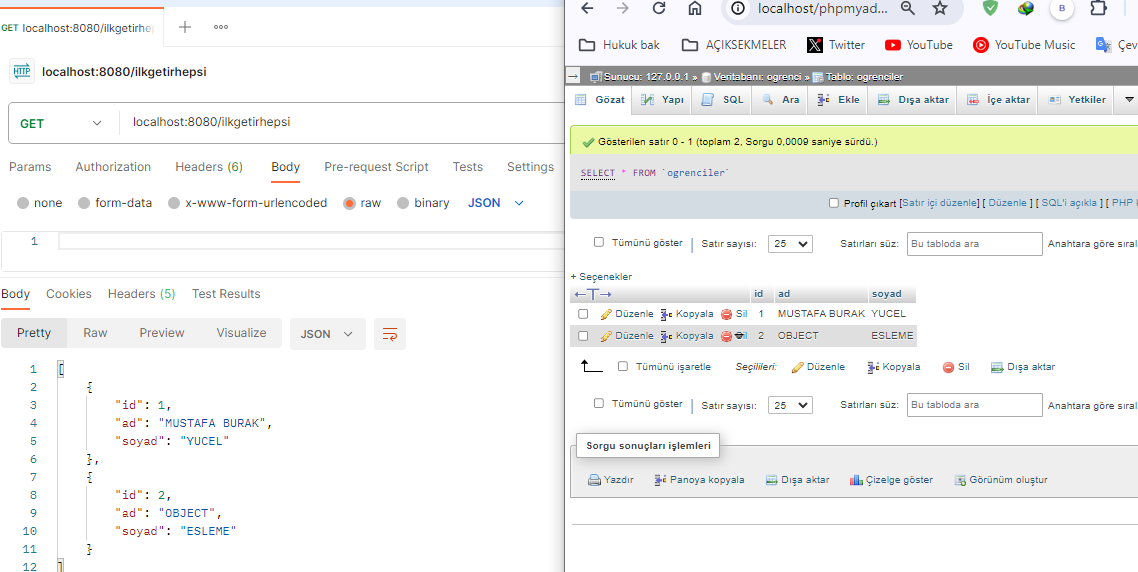 GET localhost:8080/ilkgetirhep
HTTP localhost:8080/ilkgetirhepsi
GET localhost:8080/ilkgetirhepsi
Params Authorization Headers (6) Body Pre-request Script Tests Settings
none form-data x-www-form-urlencoded raw binary JSON
1
Body Cookies Headers (5) Test Results
Pretty Raw Preview Visualize JSON
1 [
2 {
3 "id": 1,
4 "ad": "MUSTAFA BURAK",
5 "soyad": "YUCEL"
6 },
7 {
8 "id": 2,
9 "ad": "OBJECT",
10 "soyad": "ESLEME"
11 }
12 ]
localhost/phpmyad... B
Hukuk bak AÇIKSEKMELER Twitter YouTube YouTube Music Çev
Sunucu: 127.0.0.1 » Veritabanı: ogrenci » Tablo: ogrenciler
Gözat Yapı SQL Ara Ekle Dışa aktar İçe aktar Yetkiler
Gösterilen satır 0 - 1 (toplam 2, Sorgu 0,0009 saniye sürdü.)
SELECT * FROM `ogrenciler`
Profil çıkart [Satır içi düzenle] [ Düzenle ] [ SQL'i açıkla ] [ PHP
Tümünü göster Satır sayısı: 25 Satırları süz: Bu tabloda ara Anahtara göre sıral
+ Seçenekler
←T→ id ad soyad
Düzenle Kopyala Sil 1 MUSTAFA BURAK YUCEL
Düzenle Kopyala Sil 2 OBJECT ESLEME
Tümünü işaretle Seçilileri: Düzenle Kopyala Sil Dışa aktar
Tümünü göster Satır sayısı: 25 Satırları süz: Bu tabloda ara Anahtara göre sıral
Sorgu sonuçları işlemleri
Yazdır Panoya kopyala Dışa aktar Çizelge göster Görünüm oluştur